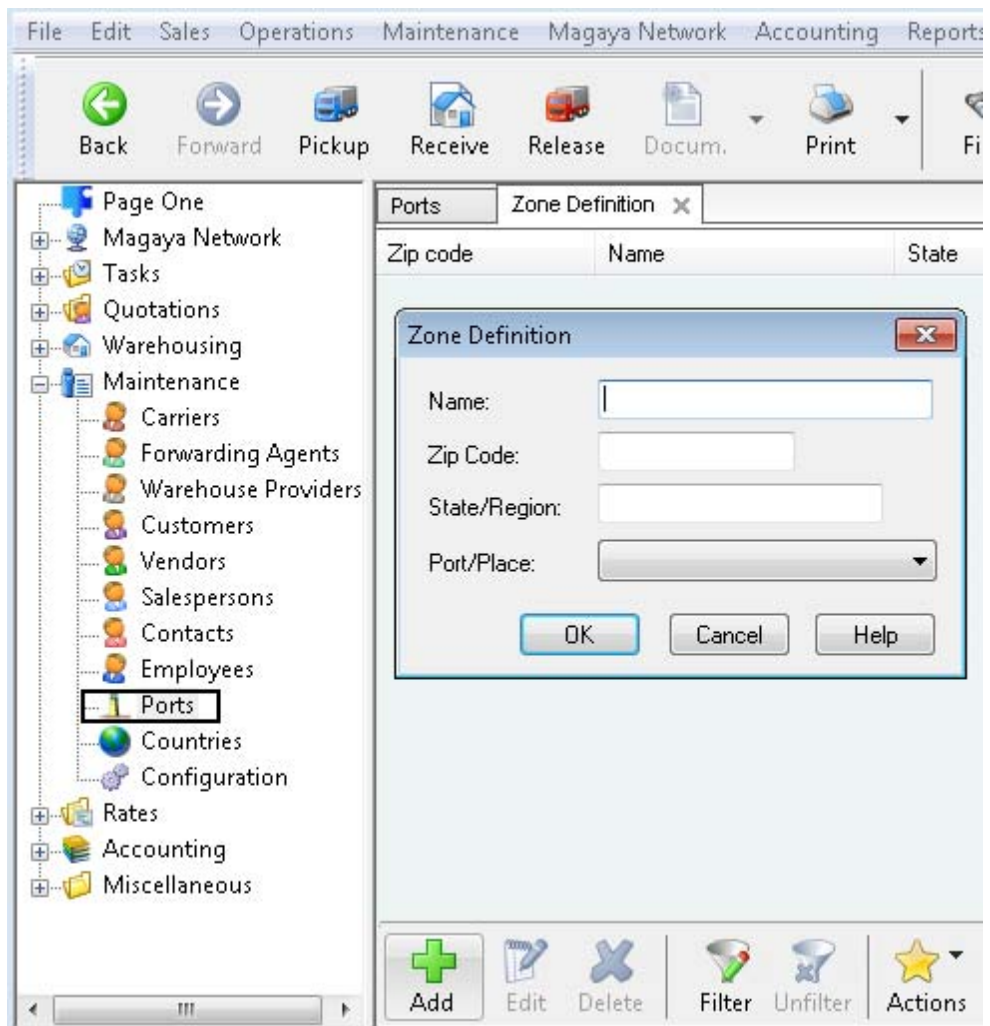 File Edit Sales Operations Maintenance Magaya Network Accounting Reports
Back Forward Pickup Receive Release Docum. Print Fi
Page One
Magaya Network
Tasks
Quotations
Warehousing
Maintenance
Carriers
Forwarding Agents
Warehouse Providers
Customers
Vendors
Salespersons
Contacts
Employees
Ports
Countries
Configuration
Rates
Accounting
Miscellaneous
Ports Zone Definition
Zip code Name State
Zone Definition
Name:
Zip Code:
State/Region:
Port/Place:
OK Cancel Help
Add Edit Delete Filter Unfilter Actions